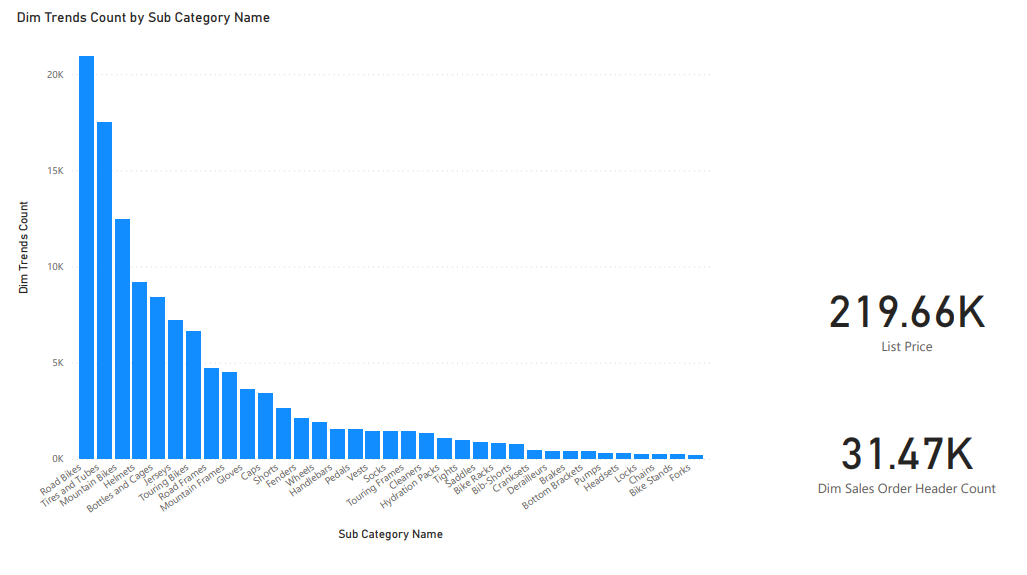 Dim Trends Count by Sub Category Name
Dim Trends Count
20K
15K
10K
5K
0K
Road Bikes
Tires and Tubes
Mountain Bikes
Helmets
Bottles and Cages
Jerseys
Touring Bikes
Road Frames
Mountain Frames
Gloves
Caps
Shorts
Fenders
Wheels
Handlebars
Pedals
Vests
Socks
Touring Frames
Cleaners
Hydration Packs
Tights
Saddles
Bike Racks
Bib-Shorts
Cranksets
Derailleurs
Brakes
Bottom Brackets
Pumps
Headsets
Locks
Chains
Bike Stands
Forks
Sub Category Name
219.66K
List Price
31.47K
Dim Sales Order Header Count